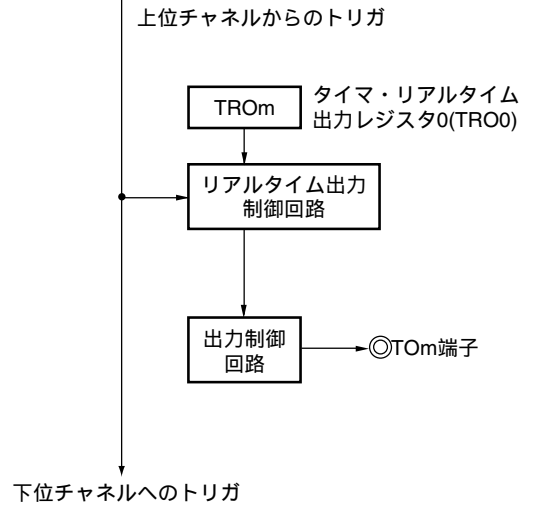 上位チャネルからのトリガ
TROm
タイマ・リアルタイム
出力レジスタ0(TRO0)
リアルタイム出力
制御回路
出力制御
回路
◎TOm端子
下位チャネルへのトリガ